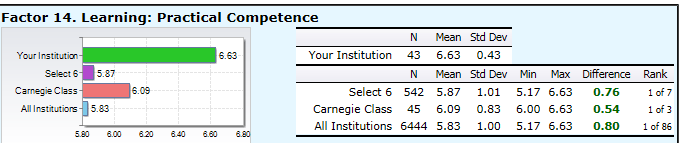 Factor 14. Learning: Practical Competence
Your Institution 6.63
Select 6 5.87
Carnegie Class 6.09
All Institutions 5.83
5.80 6.00 6.20 6.40 6.60 6.80
N Mean Std Dev
Your Institution 43 6.63 0.43
N Mean Std Dev Min Max Difference Rank
Select 6 542 5.87 1.01 5.17 6.63 0.76 1 of 7
Carnegie Class 45 6.09 0.83 6.00 6.63 0.54 1 of 3
All Institutions 6444 5.83 1.00 5.17 6.63 0.80 1 of 86